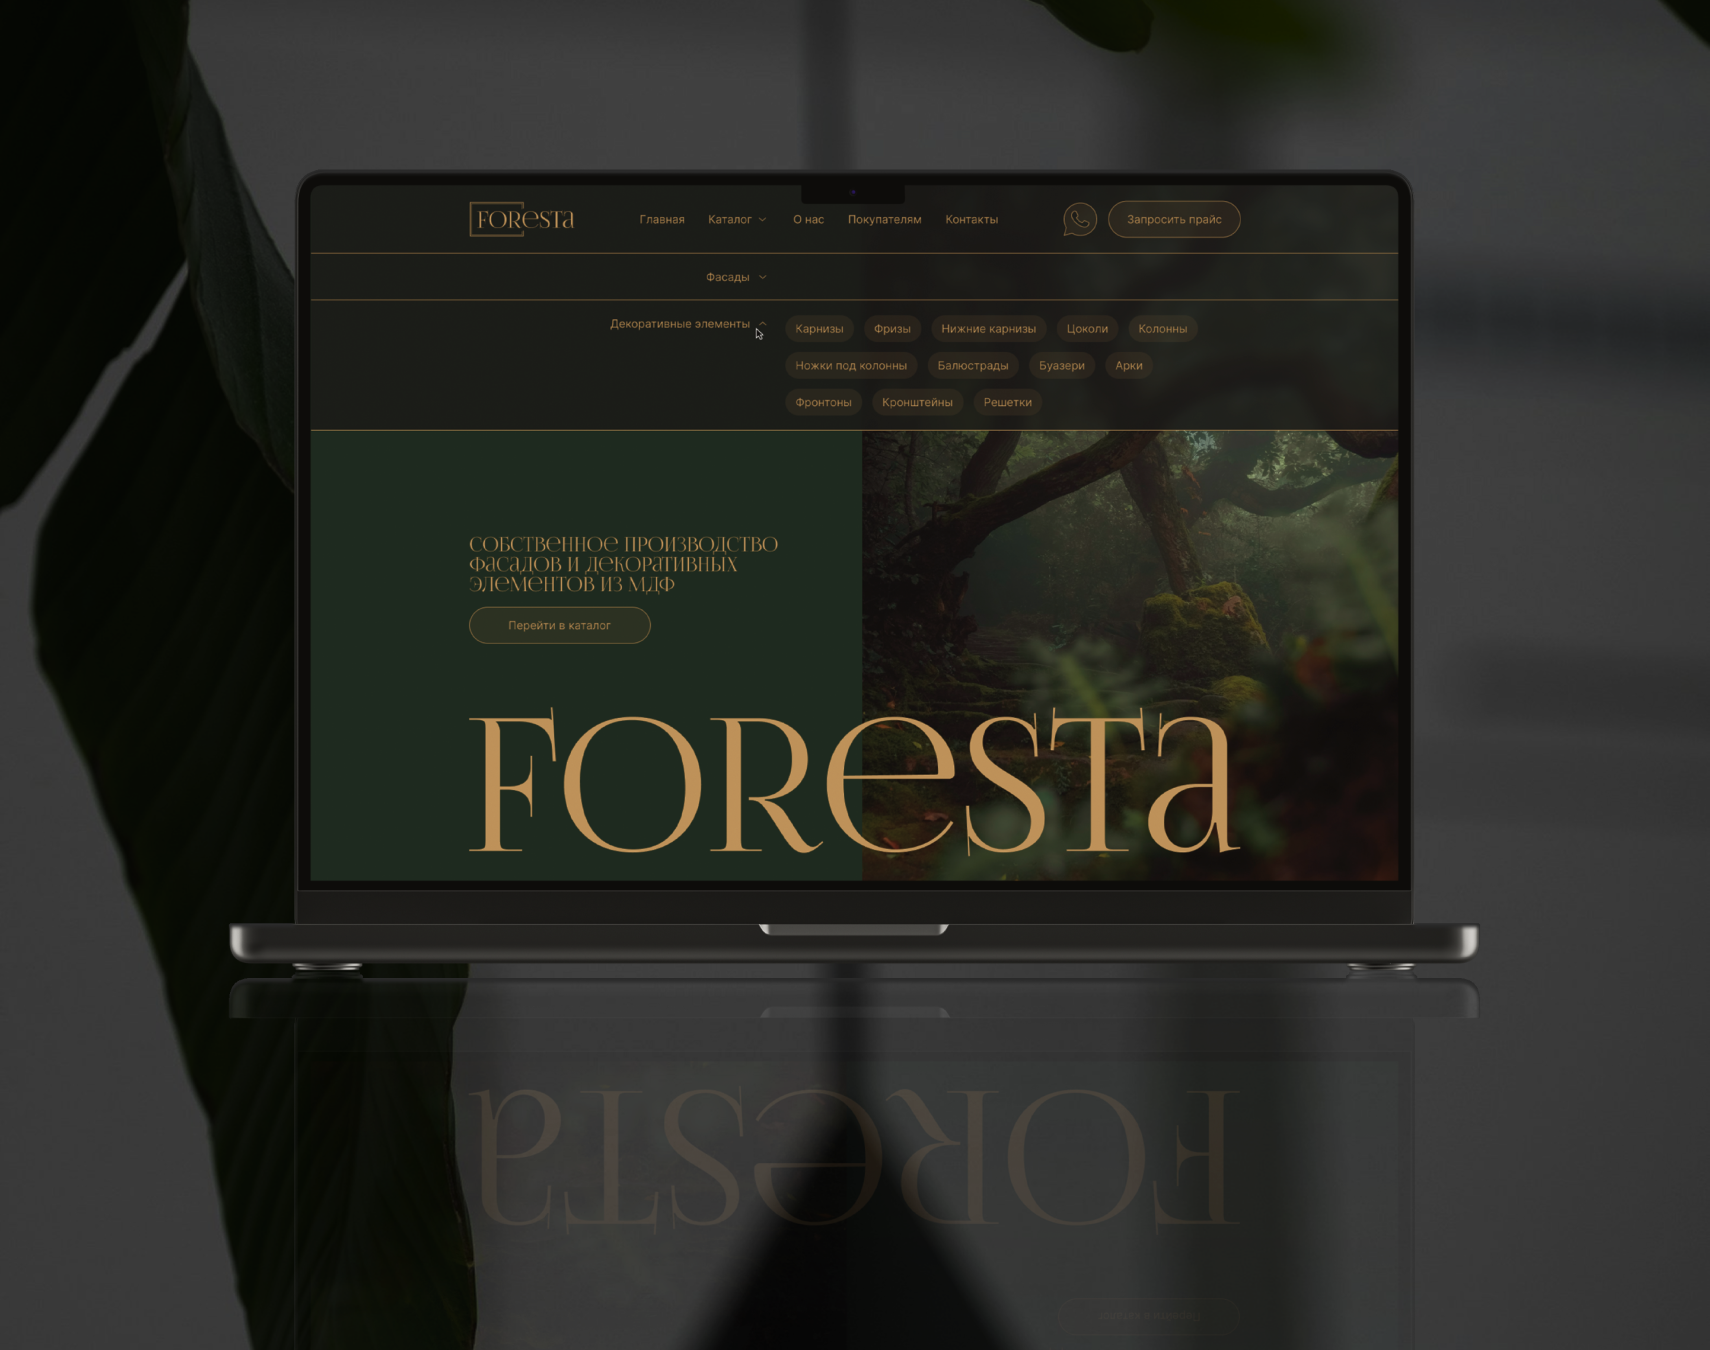 FORESTA
Главная Каталог О нас Покупателям Контакты Запросить прайс
Фасады
Декоративные элементы
Карнизы Фризы Нижние карнизы Цоколи Колонны
Ножки под колонны Балюстрады Буазери Арки
Фронтоны Кронштейны Решетки
СОБСТВЕННОЕ ПРОИЗВОДСТВО
ФАСАДОВ И ДЕКОРАТИВНЫХ
ЭЛЕМЕНТОВ ИЗ МДФ
Перейти в каталог
FORESTA